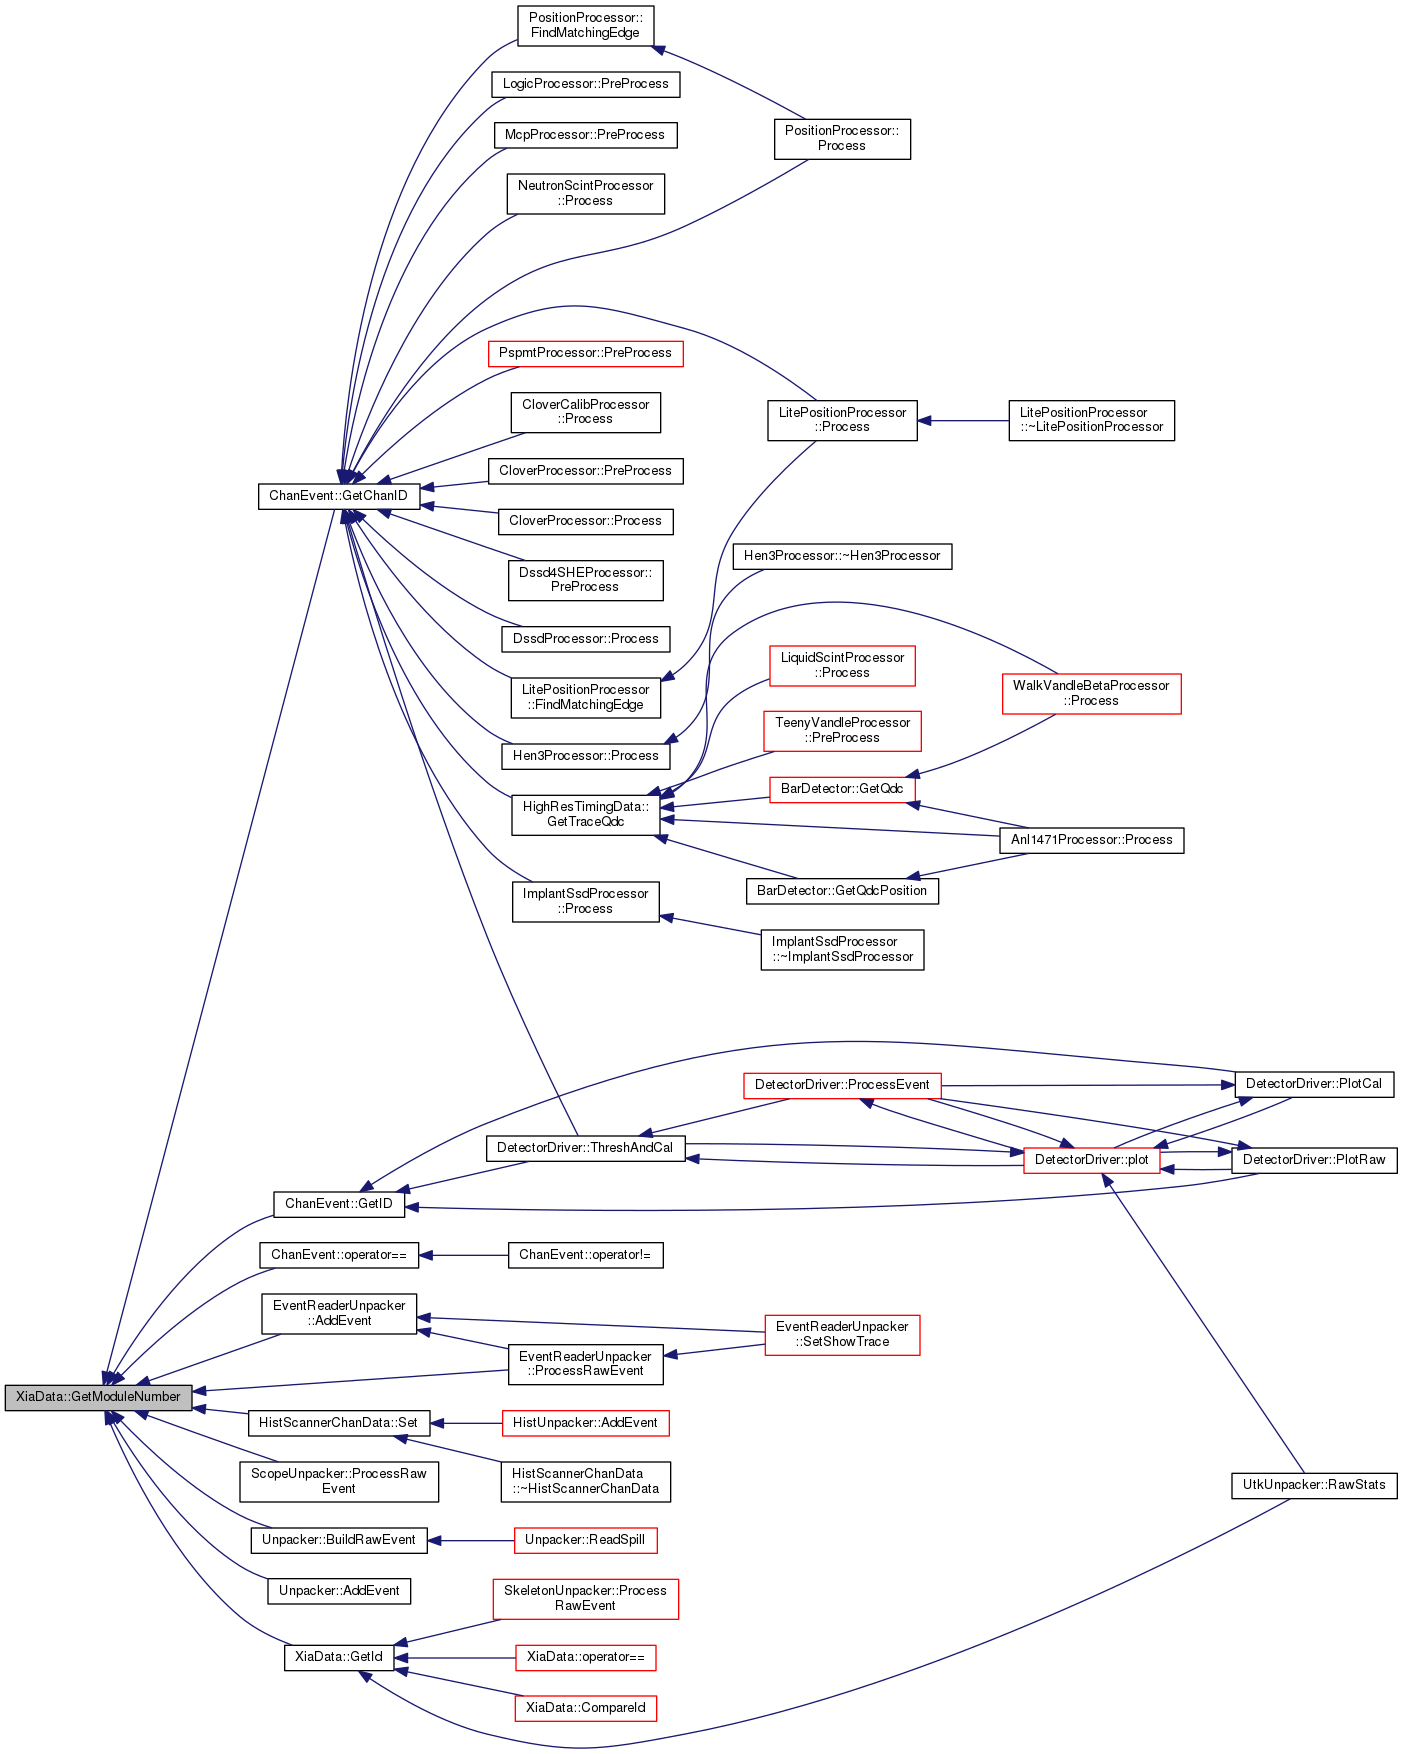 PositionProcessor::
FindMatchingEdge
LogicProcessor::PreProcess
McpProcessor::PreProcess
PositionProcessor::
Process
NeutronScintProcessor
::Process
PspmtProcessor::PreProcess
CloverCalibProcessor
::Process
LitePositionProcessor
::Process
LitePositionProcessor
::~LitePositionProcessor
CloverProcessor::PreProcess
ChanEvent::GetChanID
CloverProcessor::Process
Hen3Processor::~Hen3Processor
Dssd4SHEProcessor::
PreProcess
DssdProcessor::Process
LiquidScintProcessor
::Process
LitePositionProcessor
::FindMatchingEdge
WalkVandleBetaProcessor
::Process
TeenyVandleProcessor
::PreProcess
Hen3Processor::Process
BarDetector::GetQdc
HighResTimingData::
GetTraceQdc
Anl1471Processor::Process
BarDetector::GetQdcPosition
ImplantSsdProcessor
::Process
ImplantSsdProcessor
::~ImplantSsdProcessor
DetectorDriver::ProcessEvent
DetectorDriver::PlotCal
DetectorDriver::ThreshAndCal
DetectorDriver::plot
DetectorDriver::PlotRaw
ChanEvent::GetID
ChanEvent::operator==
ChanEvent::operator!=
EventReaderUnpacker
::AddEvent
EventReaderUnpacker
::SetShowTrace
EventReaderUnpacker
::ProcessRawEvent
XiaData::GetModuleNumber
HistScannerChanData::Set
HistUnpacker::AddEvent
ScopeUnpacker::ProcessRaw
Event
HistScannerChanData
::~HistScannerChanData
UtkUnpacker::RawStats
Unpacker::BuildRawEvent
Unpacker::ReadSpill
Unpacker::AddEvent
SkeletonUnpacker::Process
RawEvent
XiaData::GetId
XiaData::operator==
XiaData::CompareId